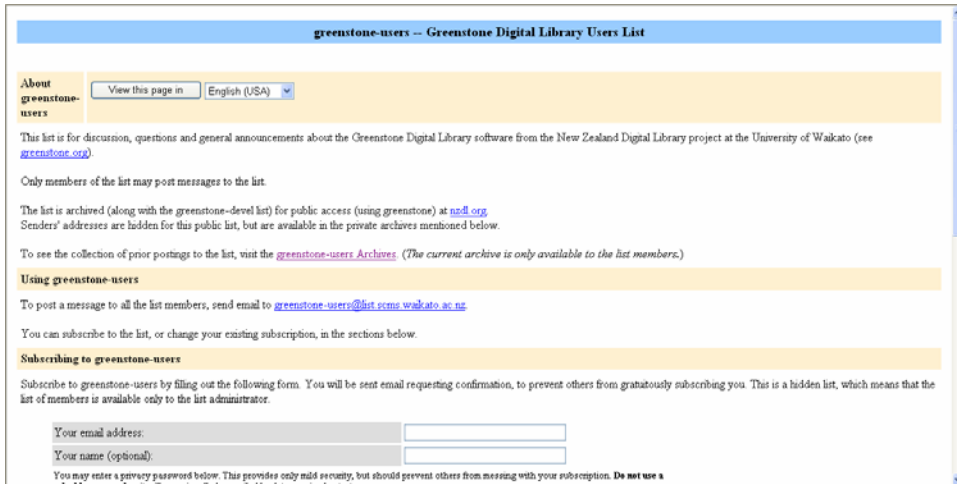 greenstone-users -- Greenstone Digital Library Users List
About
greenstone-
users
View this page in
English (USA)
This list is for discussion, questions and general announcements about the Greenstone Digital Library software from the New Zealand Digital Library project at the University of Waikato (see
greenstone.org).
Only members of the list may post messages to the list.
The list is archived (along with the greenstone-devel list) for public access (using greenstone) at nzdl.org
Senders' addresses are hidden for this public list, but are available in the private archives mentioned below.
To see the collection of prior postings to the list, visit the greenstone-users Archives. (The current archive is only available to the list members.)
Using greenstone-users
To post a message to all the list members, send email to greenstone-users@list.scms.waikato.ac.nz.
You can subscribe to the list, or change your existing subscription, in the sections below.
Subscribing to greenstone-users
Subscribe to greenstone-users by filling out the following form. You will be sent email requesting confirmation, to prevent others from gratuitously subscribing you. This is a hidden list, which means that the
list of members is available only to the list administrator.
Your email address:
Your name (optional):
You may enter a privacy password below. This provides only mild security, but should prevent others from messing with your subscription. Do not use a